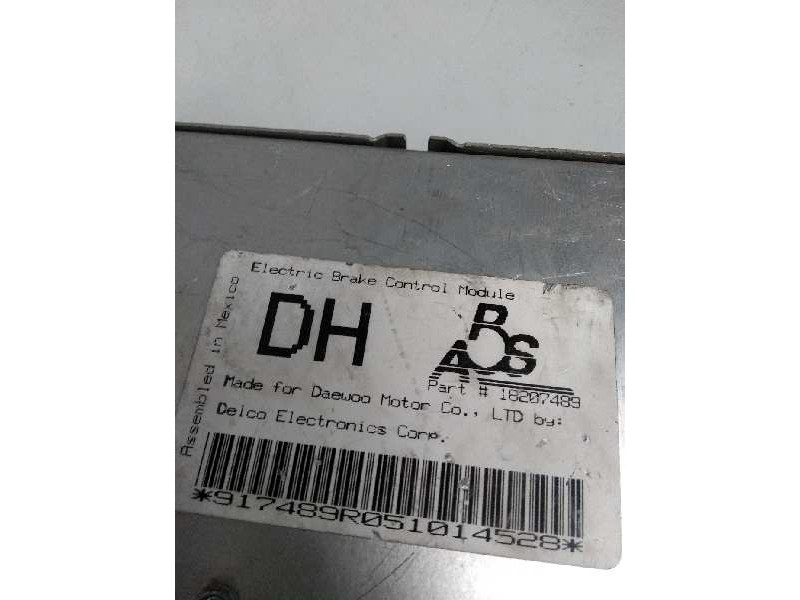 Electric Brake Control Module
DH
ABS
Part # 18207489
Made for Daewoo Motor Co., LTD by:
Delco Electronics Corp.
*917489R051014528*
Assembled in Mexico